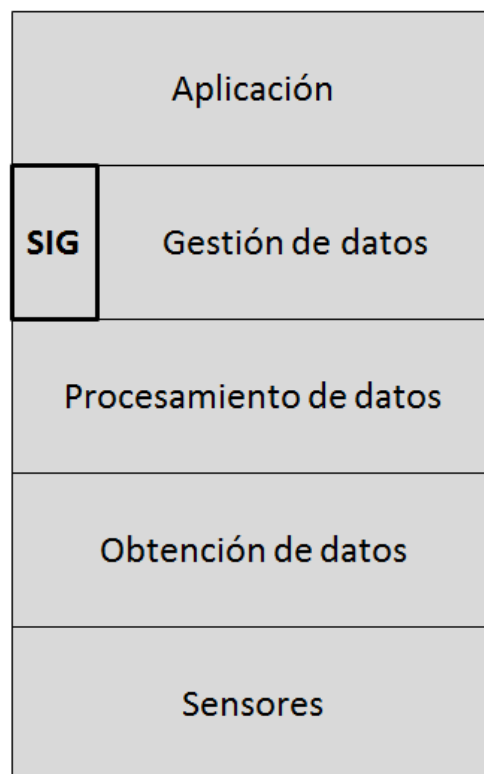 Aplicación
SIG
Gestión de datos
Procesamiento de datos
Obtención de datos
Sensores